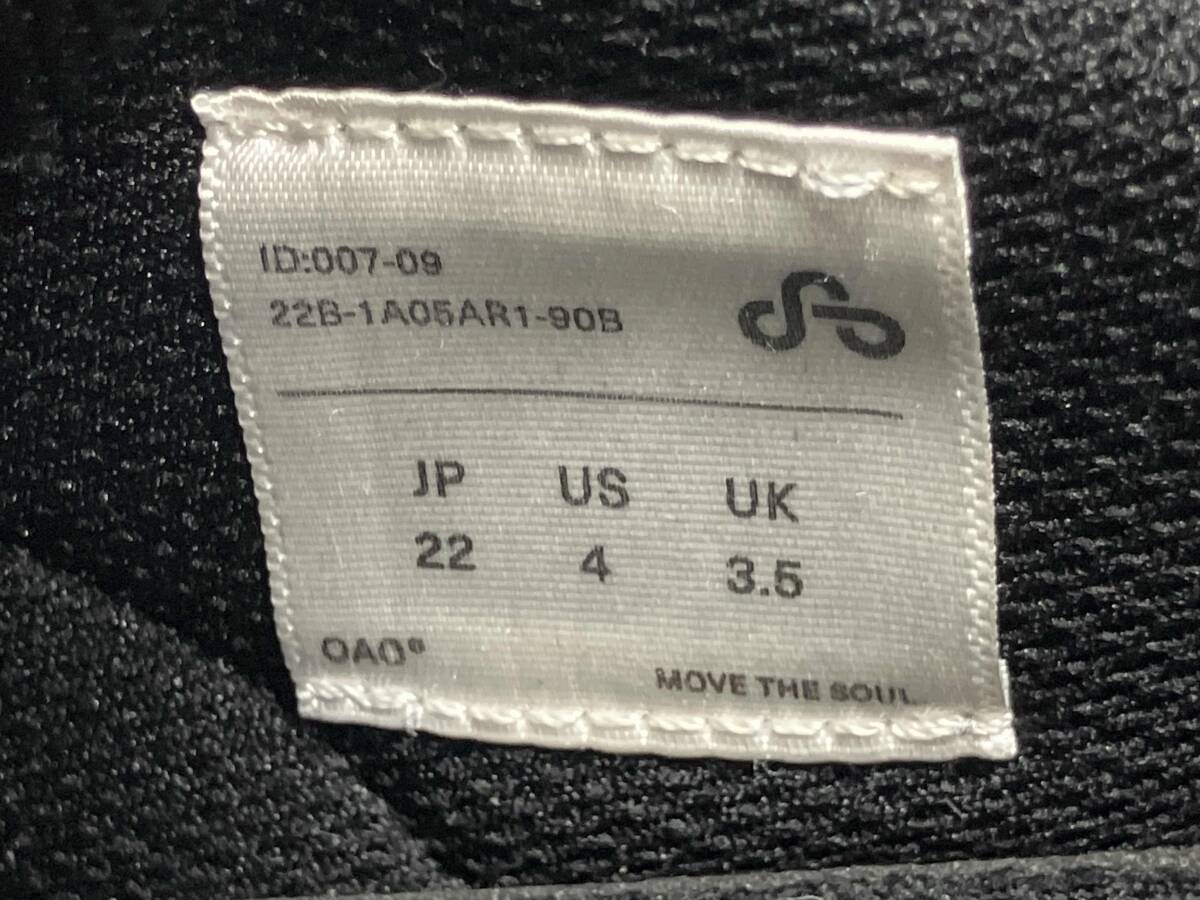 ID:007-09
22B-1A05AR1-90B
JP US UK
22 4 3.5
OAO®
MOVE THE SOUL